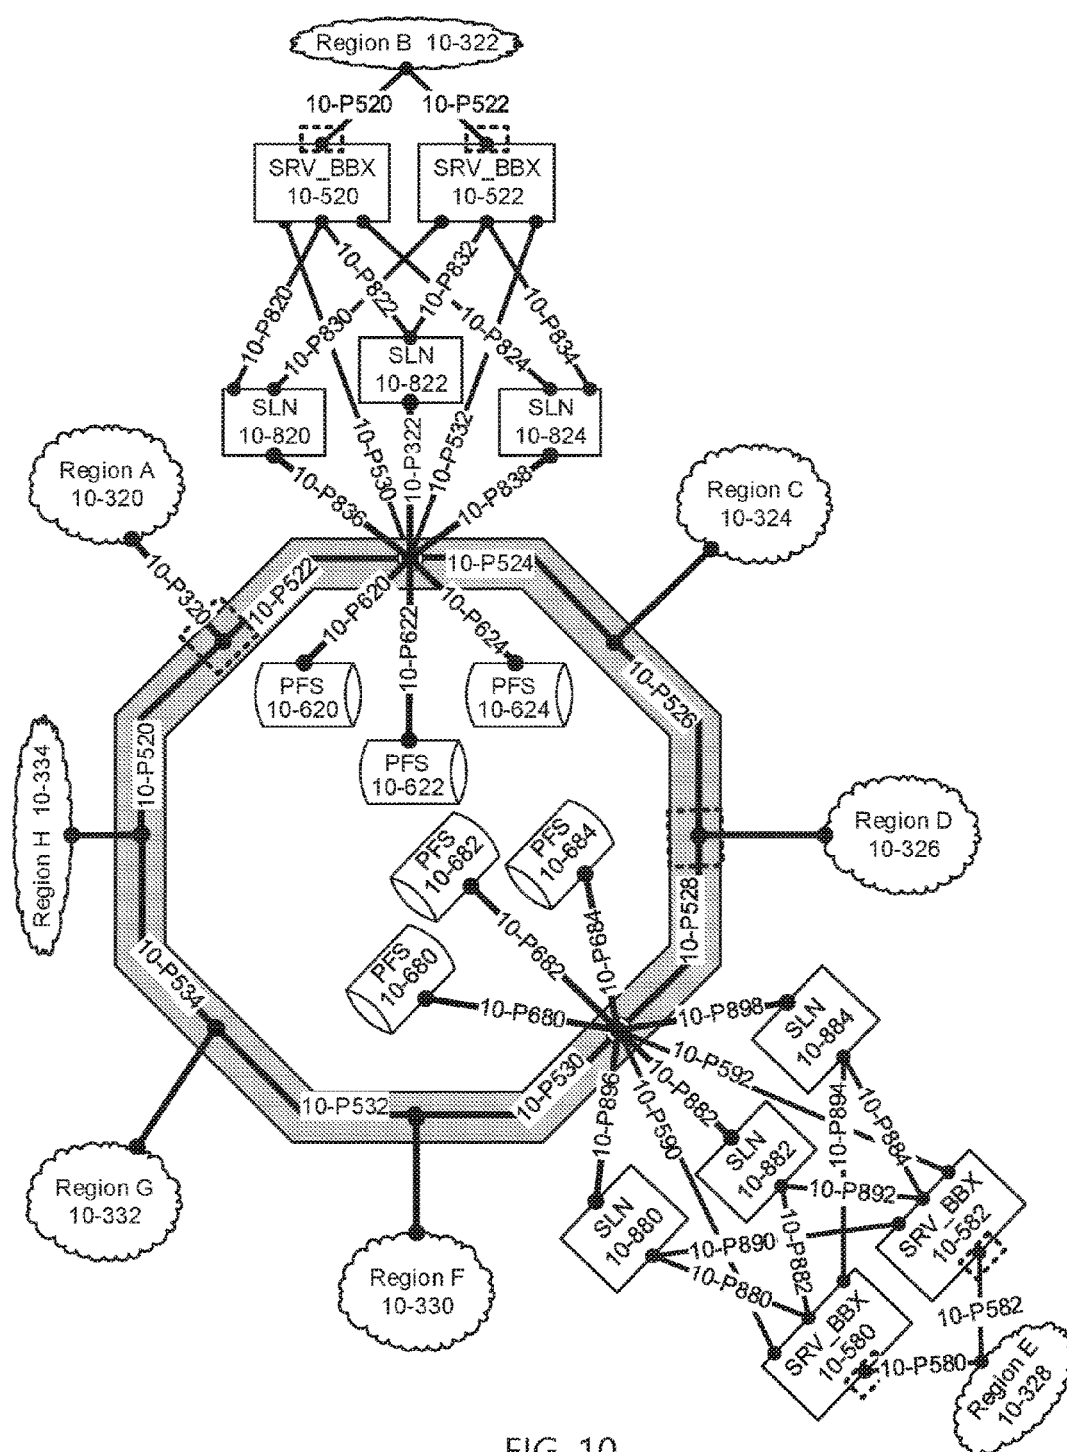 Region B 10-322
10-P520
10-P522
SRV_BBX
10-520
SRV_BBX
10-522
10-P820
10-P830
10-P822
10-P832
10-P824
10-P834
SLN
10-822
SLN
10-820
SLN
10-824
10-P530
10-P322
10-P532
10-P836
10-P838
Region A
10-320
Region C
10-324
10-P320
10-P522
10-P524
10-P620
10-P622
10-P624
10-P526
PFS
10-620
PFS
10-624
PFS
10-622
10-P520
Region H 10-334
Region D
10-326
PFS
10-682
PFS
10-684
10-P528
10-P682
10-P684
PFS
10-680
10-P680
10-P534
10-P898
SLN
10-884
10-P592
10-P530
10-P532
10-P896
10-P590
10-P882
10-P894
10-P884
SLN
10-882
10-P892
Region G
10-332
SLN
10-880
10-P890
10-P882
10-P880
SRV_BBX
10-582
Region F
10-330
SRV_BBX
10-580
10-P582
10-P580
Region E
10-328
FIG. 10